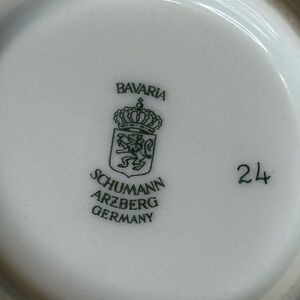 BAVARIA
SCHUMANN
ARZBERG
GERMANY
24